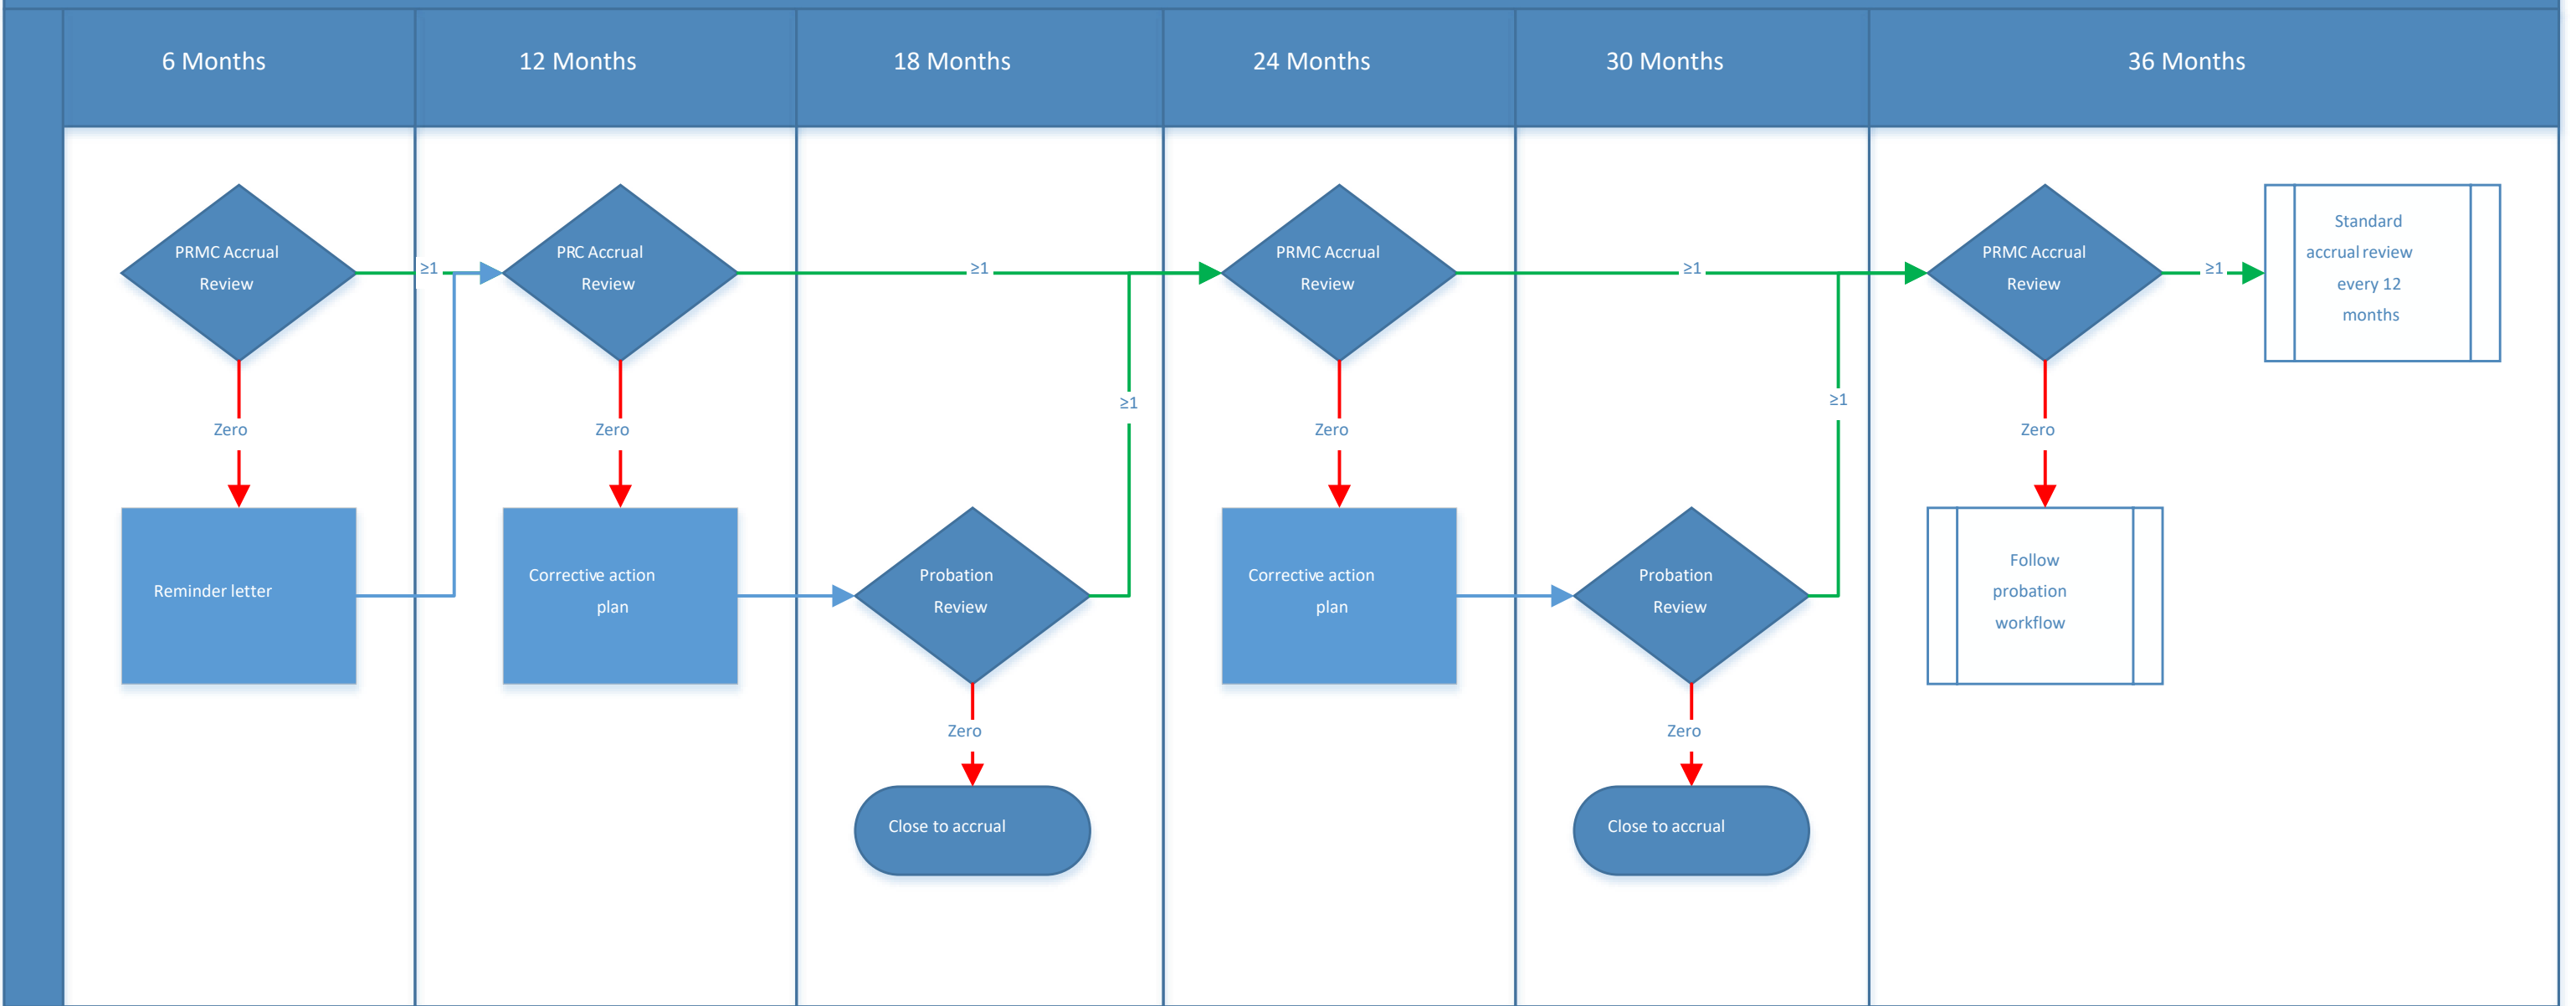 6 Months
12 Months
18 Months
24 Months
30 Months
36 Months
PRMC Accrual
Review
≥1
PRC Accrual
Review
≥1
PRMC Accrual
Review
≥1
PRMC Accrual
Review
≥1
Standard
accrual review
every 12
months
Zero
Zero
≥1
Zero
≥1
Zero
Reminder letter
Corrective action
plan
Probation
Review
Corrective action
plan
Probation
Review
Follow
probation
workflow
Zero
Zero
Close to accrual
Close to accrual